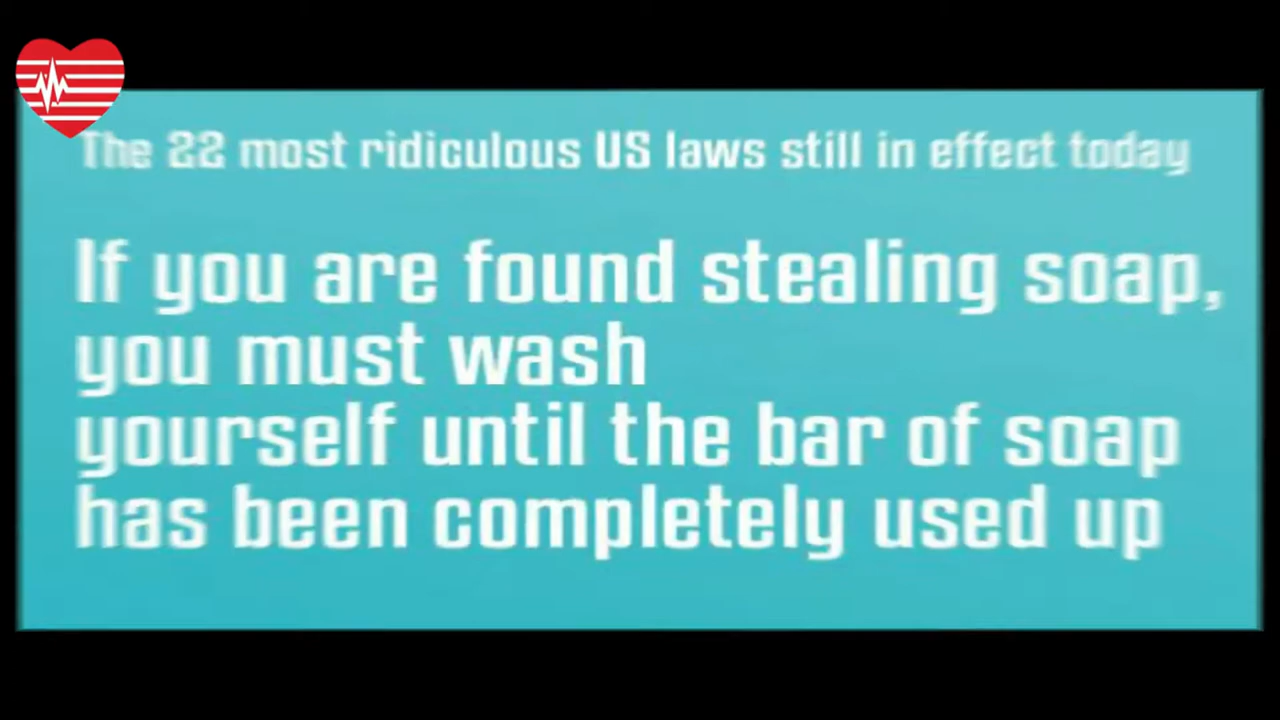 The 22 most ridiculous US laws still in effect today
If you are found stealing soap,
you must wash
yourself until the bar of soap
has been completely used up